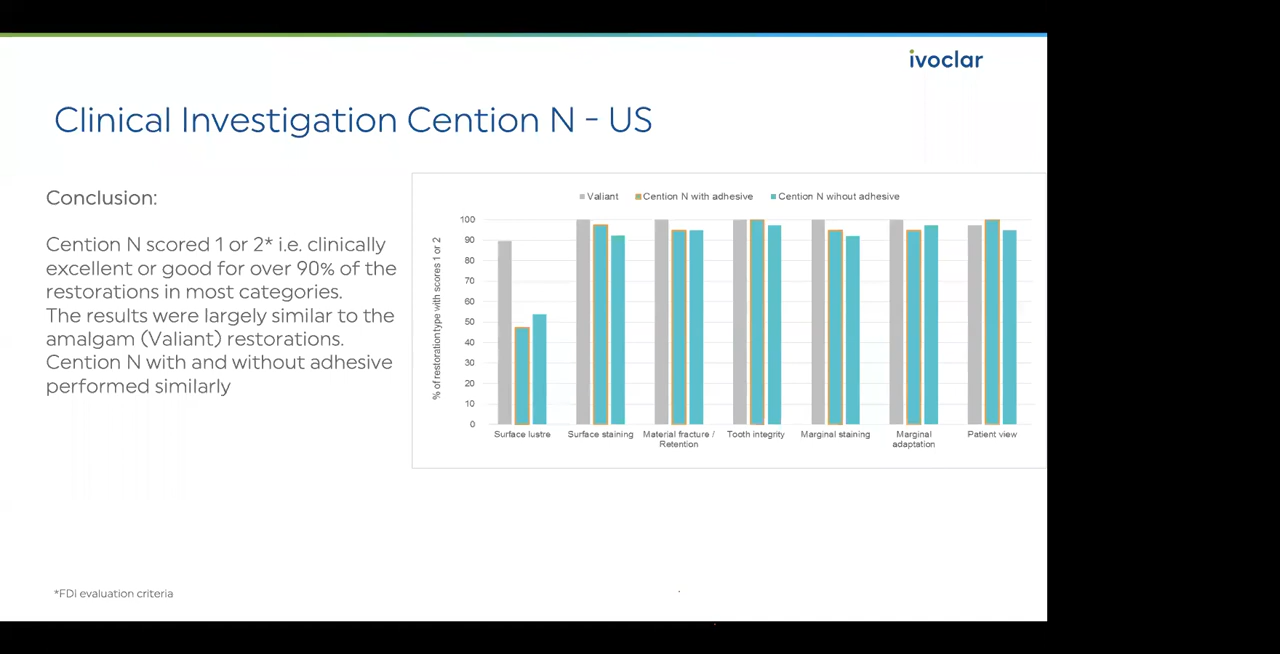 ivoclar
Clinical Investigation Cention N - US
Conclusion:
Cention N scored 1 or 2* i.e. clinically
excellent or good for over 90% of the
restorations in most categories.
The results were largely similar to the
amalgam (Valiant) restorations.
Cention N with and without adhesive
performed similarly
Valiant Cention N with adhesive Cention N wihout adhesive
% of restorationtype with scores 1 or 2
100
90
80
70
60
50
40
30
20
10
0
Surface lustre Surface staining Material fracture / Tooth integrity Marginal staining Marginal Patient view
Retention adaptation
*FDI evaluation criteria